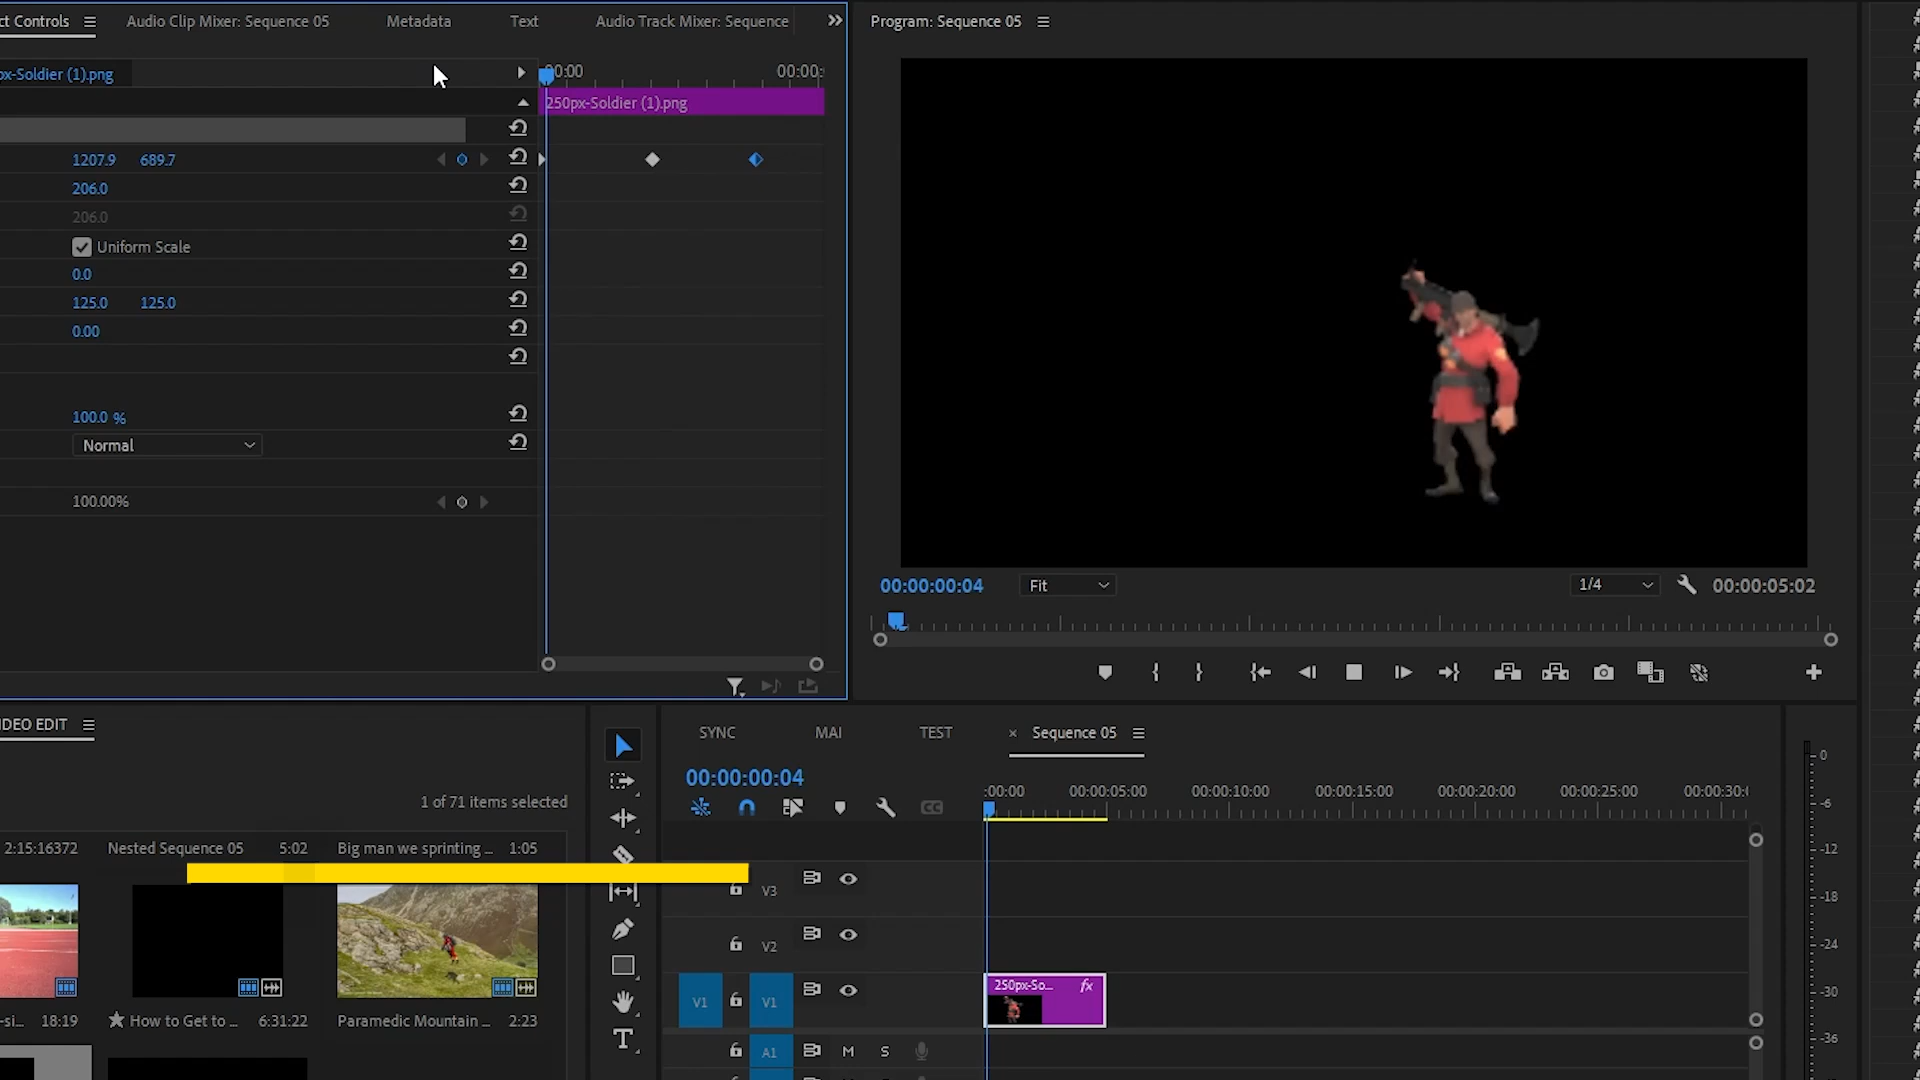 ct Controls
Audio Clip Mixer: Sequence 05
Metadata
Text
Audio Track Mixer: Sequence
Program: Sequence 05
px-Soldier (1).png
00:00
00:00:
250px-Soldier (1).png
1207.9 689.7
206.0
206.0
Uniform Scale
0.0
125.0 125.0
0.00
100.0 %
Normal
100.00%
00:00:00:04
Fit
1/4
00:00:05:02
IDEO EDIT
1 of 71 items selected
2:15:16372
Nested Sequence 05 5:02
Big man we sprinting ... 1:05
-si... 18:19
How to Get to ... 6:31:22
Paramedic Mountain ... 2:23
SYNC
MAI
TEST
× Sequence 05
00:00:00:04
:00:00
00:00:05:00
00:00:10:00
00:00:15:00
00:00:20:00
00:00:25:00
00:00:30:0
CC
V3
V2
V1 V1
250px-So... fx
A1 M S
T
0
-6
-12
-18
-24
-30
-36